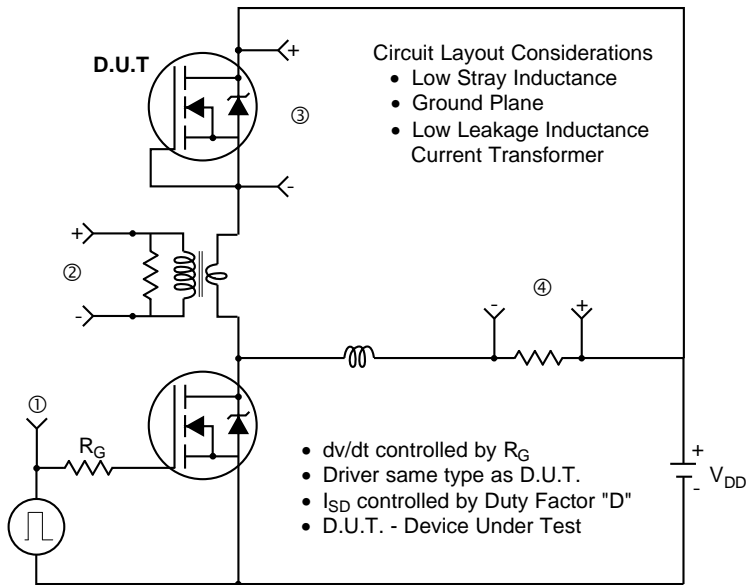 D.U.T
+
③
-
Circuit Layout Considerations
• Low Stray Inductance
• Ground Plane
• Low Leakage Inductance
Current Transformer
+
②
-
④
- +
①
R_G
• dv/dt controlled by R_G
• Driver same type as D.U.T.
• I_SD controlled by Duty Factor "D"
• D.U.T. - Device Under Test
+
V_DD
-